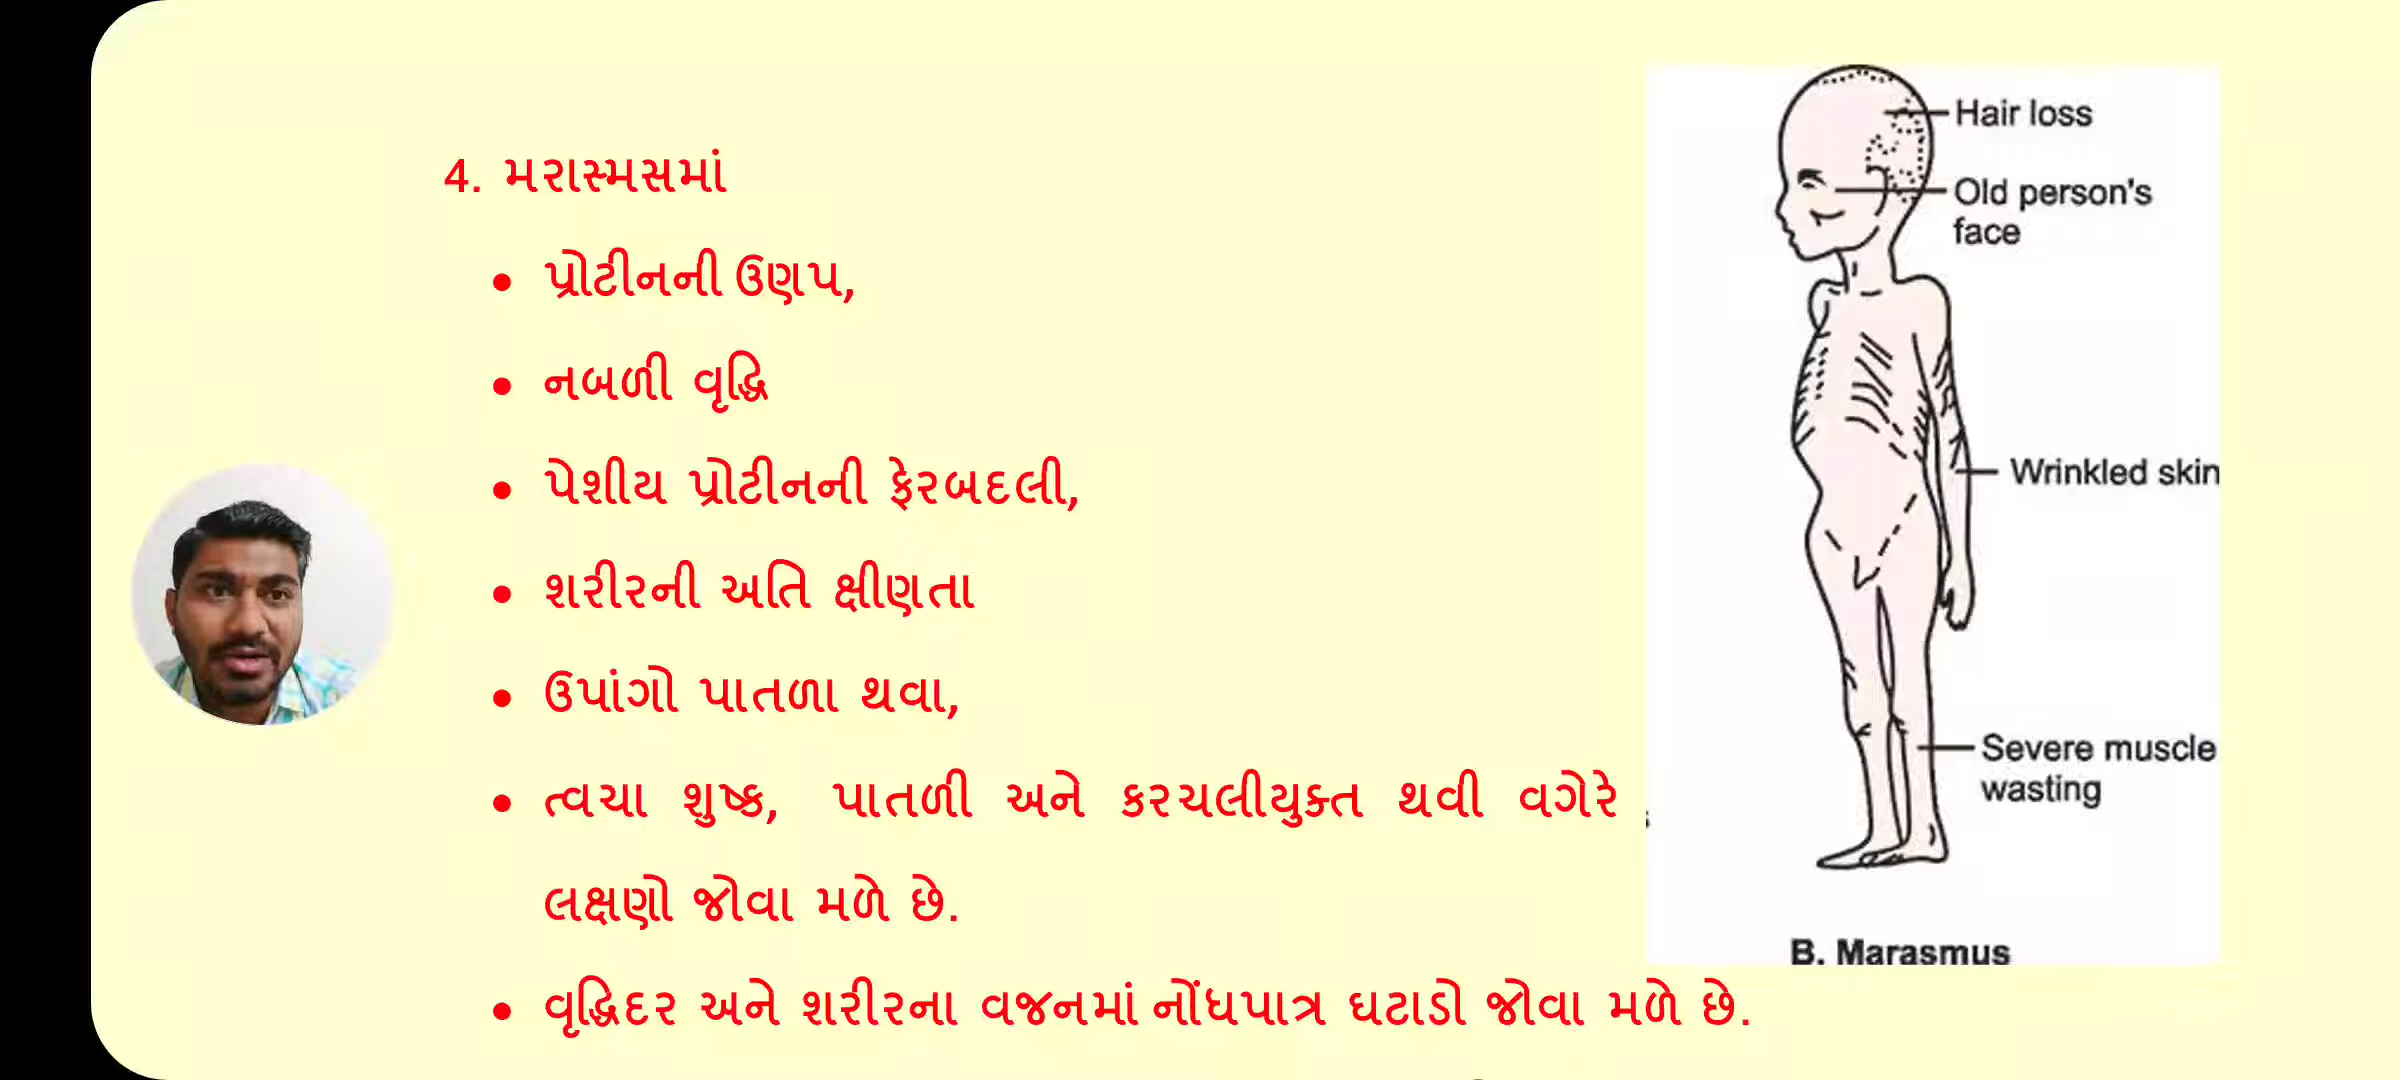 4. મરાસ્મસમાં
• પ્રોટીનની ઉણપ,
• નબળી વૃદ્ધિ
• પેશીય પ્રોટીનની ફેરબદલી,
• શરીરની અતિ ક્ષીણતા
• ઉપાંગો પાતળા થવા,
• ત્વચા શુષ્ક, પાતળી અને કરચલીયુક્ત થવી વગેરે
લક્ષણો જોવા મળે છે.
• વૃદ્ધિદર અને શરીરના વજનમાં નોંધપાત્ર ઘટાડો જોવા મળે છે.
Hair loss
Old person's
face
Wrinkled skin
Severe muscle
wasting
B. Marasmus